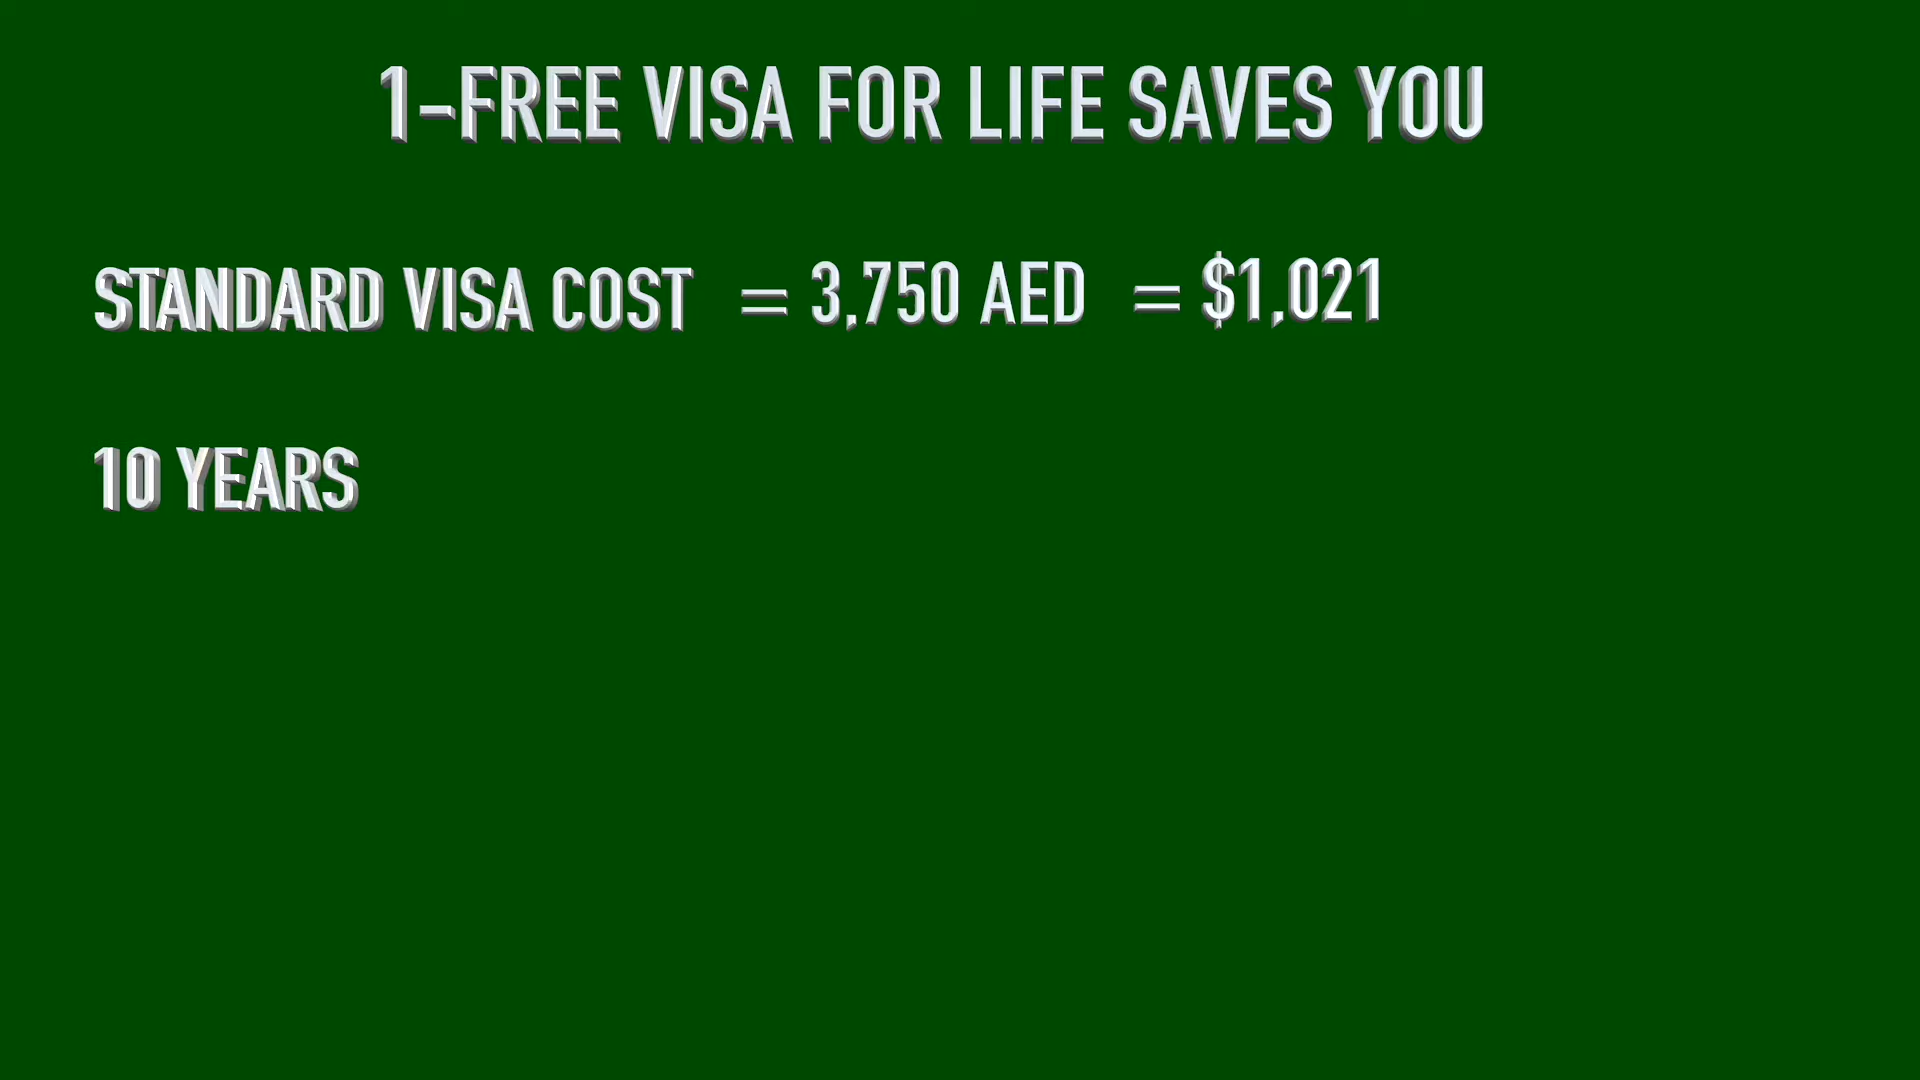 1-FREE VISA FOR LIFE SAVES YOU
STANDARD VISA COST = 3,750 AED = $1,021
10 YEARS